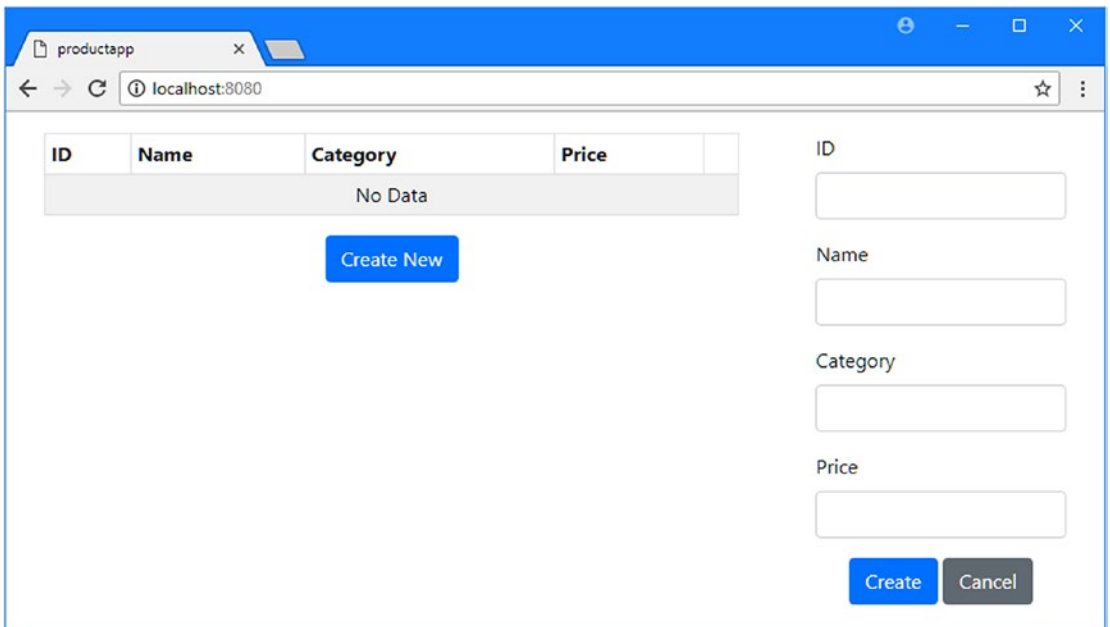 productapp
localhost:8080
ID Name Category Price
No Data
Create New
ID
Name
Category
Price
Create Cancel